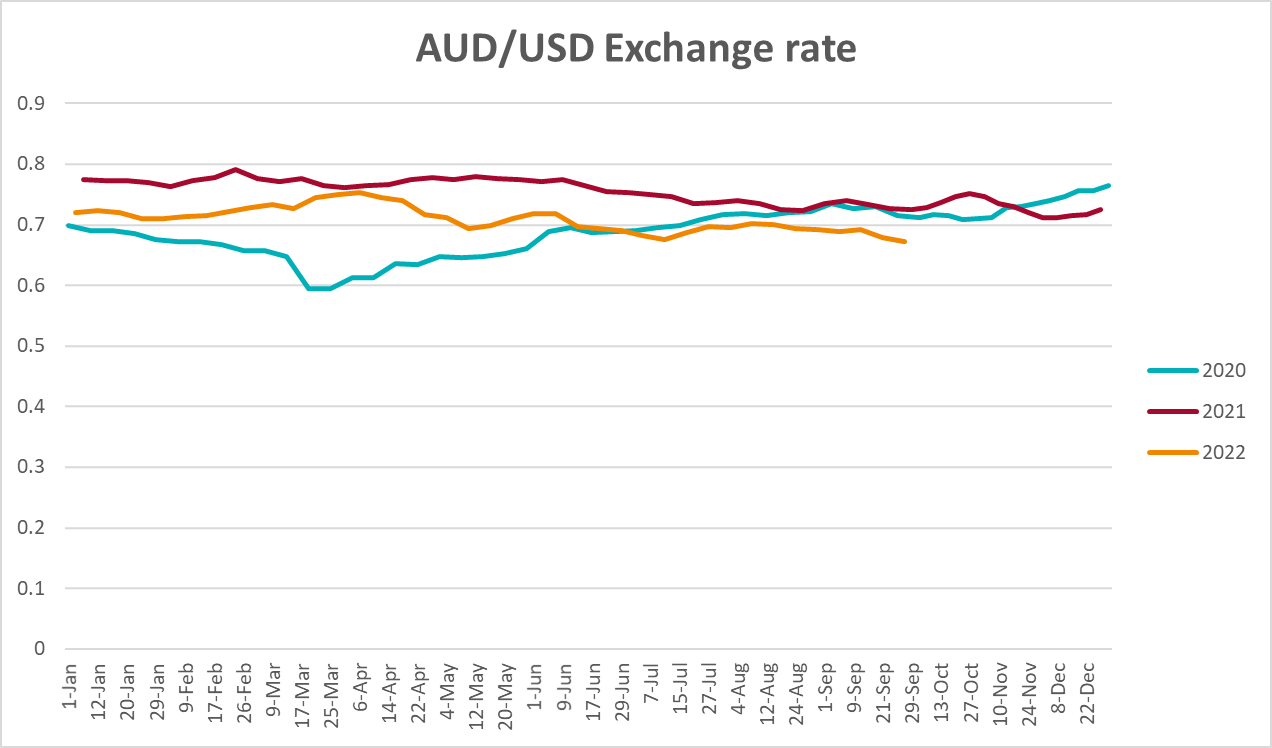 AUD/USD Exchange rate
0.9
0.8
0.7
0.6
0.5
0.4
0.3
0.2
0.1
0
2020
2021
2022
1-Jan
12-Jan
20-Jan
29-Jan
9-Feb
17-Feb
26-Feb
9-Mar
17-Mar
25-Mar
6-Apr
14-Apr
22-Apr
4-May
12-May
20-May
1-Jun
9-Jun
17-Jun
29-Jun
7-Jul
15-Jul
27-Jul
4-Aug
12-Aug
24-Aug
1-Sep
9-Sep
21-Sep
29-Sep
13-Oct
27-Oct
10-Nov
24-Nov
8-Dec
22-Dec